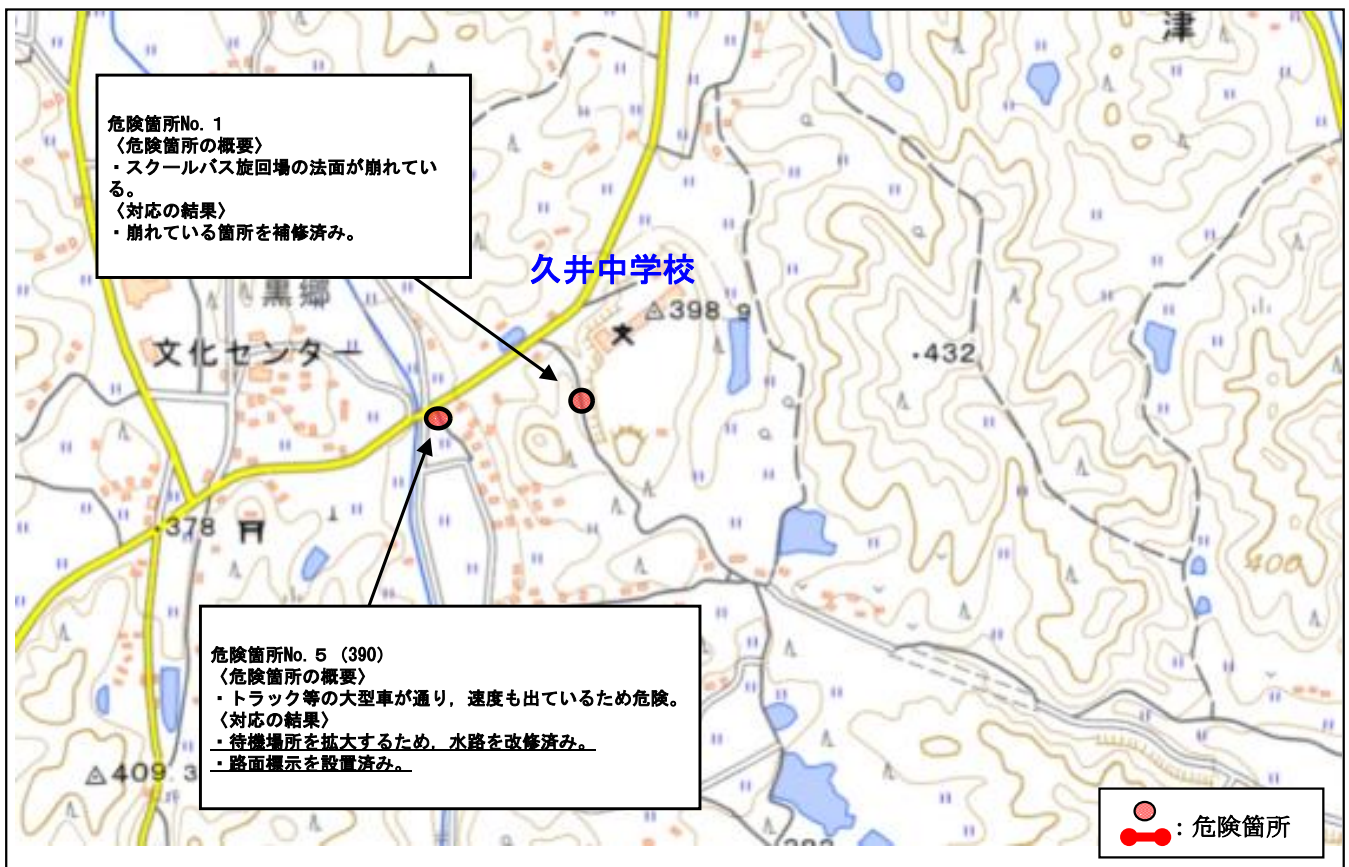 津
危険箇所No. 1
〈危険箇所の概要〉
・スクールバス旋回場の法面が崩れてい
る。
〈対応の結果〉
・崩れている箇所を補修済み。
久井中学校
黒郷
398 9
文化センター
・432
378
400
危険箇所No. 5 (390)
〈危険箇所の概要〉
・トラック等の大型車が通り，速度も出ているため危険。
〈対応の結果〉
・待機場所を拡大するため，水路を改修済み。
・路面標示を設置済み。
409.3
：危険箇所